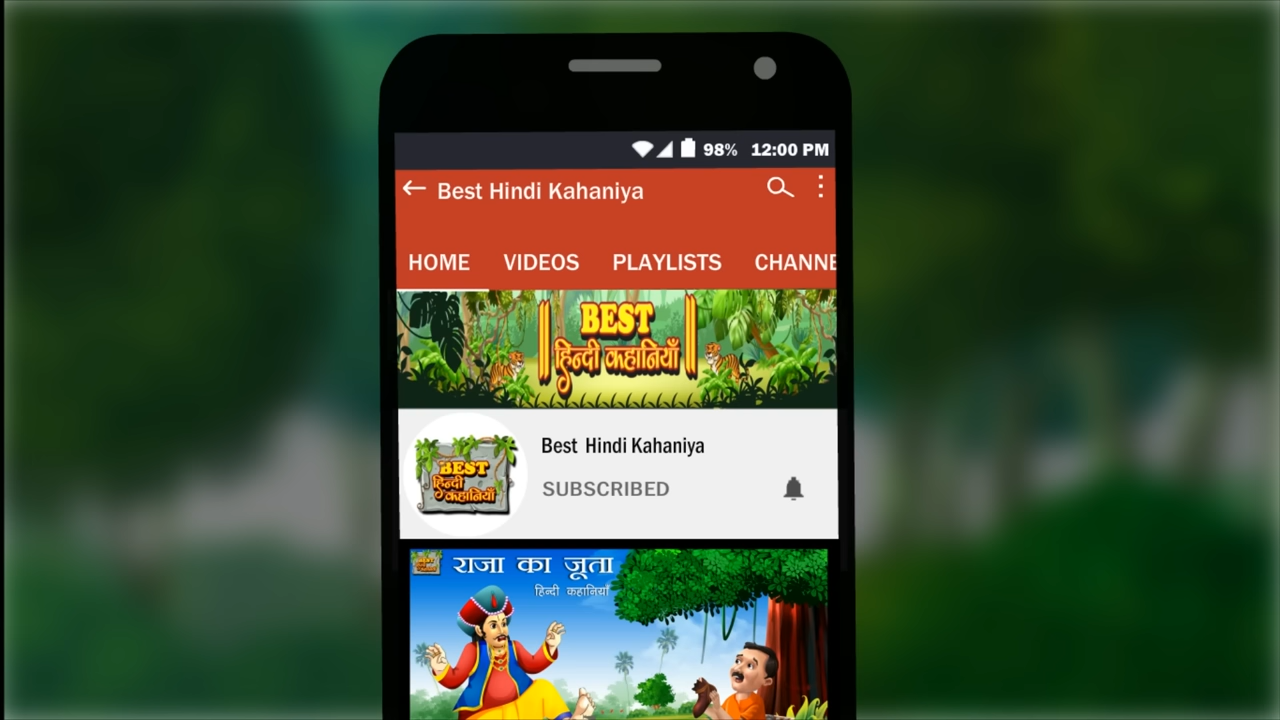 98% 12:00 PM
Best Hindi Kahaniya
HOME VIDEOS PLAYLISTS CHANNE
BEST
हिन्दी कहानियाँ
Best Hindi Kahaniya
BEST
हिन्दी
कहानियाँ
SUBSCRIBED
राजा का जूता
हिन्दी कहानियाँ